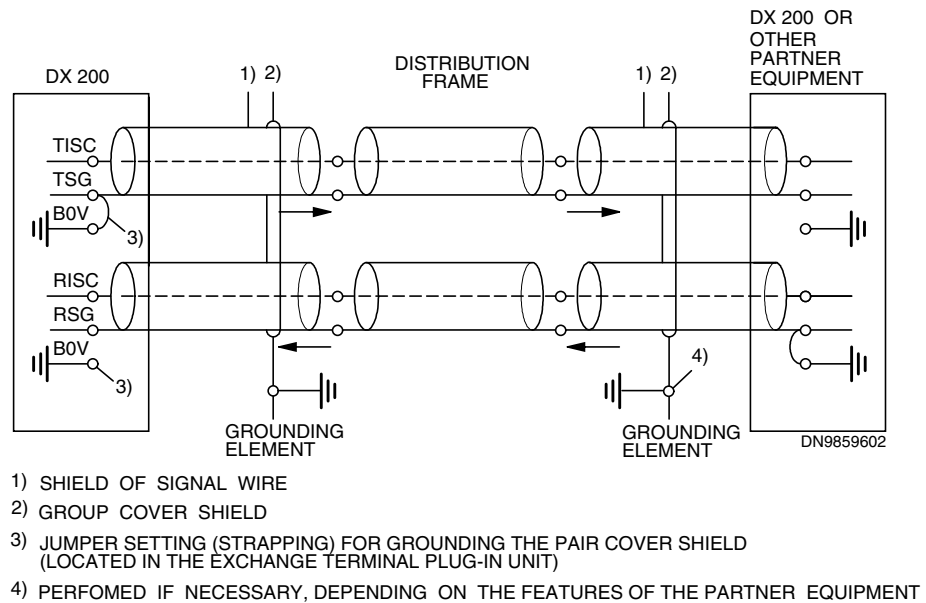 DX 200 OR
OTHER
PARTNER
EQUIPMENT
DX 200
1) 2)
DISTRIBUTION
FRAME
1) 2)
TISC
TSG
B0V
3)
RISC
RSG
B0V
3)
4)
GROUNDING
ELEMENT
GROUNDING
ELEMENT
DN9859602
1) SHIELD OF SIGNAL WIRE
2) GROUP COVER SHIELD
3) JUMPER SETTING (STRAPPING) FOR GROUNDING THE PAIR COVER SHIELD
(LOCATED IN THE EXCHANGE TERMINAL PLUG-IN UNIT)
4) PERFOMED IF NECESSARY, DEPENDING ON THE FEATURES OF THE PARTNER EQUIPMENT